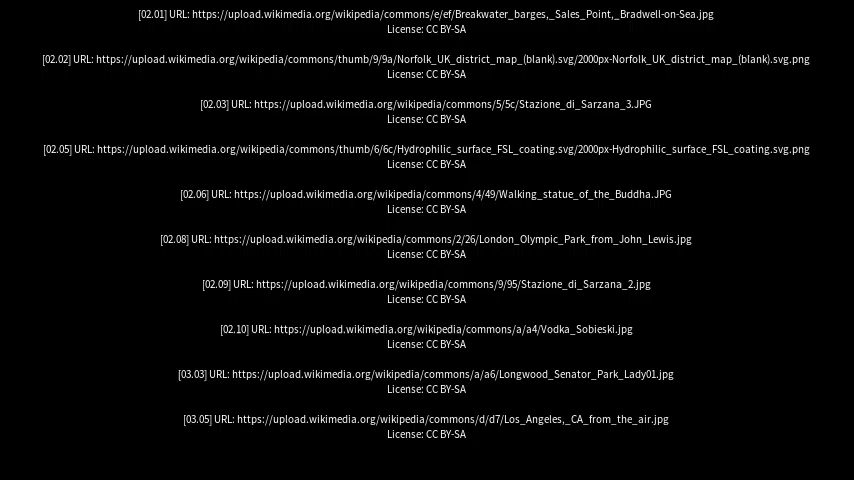 [02.01] URL: https://upload.wikimedia.org/wikipedia/commons/e/ef/Breakwater_barges,_Sales_Point,_Bradwell-on-Sea.jpg
License: CC BY-SA
[02.02] URL: https://upload.wikimedia.org/wikipedia/commons/thumb/9/9a/Norfolk_UK_district_map_(blank).svg/2000px-Norfolk_UK_district_map_(blank).svg.png
License: CC BY-SA
[02.03] URL: https://upload.wikimedia.org/wikipedia/commons/5/5c/Stazione_di_Sarzana_3.JPG
License: CC BY-SA
[02.05] URL: https://upload.wikimedia.org/wikipedia/commons/thumb/6/6c/Hydrophilic_surface_FSL_coating.svg/2000px-Hydrophilic_surface_FSL_coating.svg.png
License: CC BY-SA
[02.06] URL: https://upload.wikimedia.org/wikipedia/commons/4/49/Walking_statue_of_the_Buddha.JPG
License: CC BY-SA
[02.08] URL: https://upload.wikimedia.org/wikipedia/commons/2/26/London_Olympic_Park_from_John_Lewis.jpg
License: CC BY-SA
[02.09] URL: https://upload.wikimedia.org/wikipedia/commons/9/95/Stazione_di_Sarzana_2.jpg
License: CC BY-SA
[02.10] URL: https://upload.wikimedia.org/wikipedia/commons/a/a4/Vodka_Sobieski.jpg
License: CC BY-SA
[03.03] URL: https://upload.wikimedia.org/wikipedia/commons/a/a6/Longwood_Senator_Park_Lady01.jpg
License: CC BY-SA
[03.05] URL: https://upload.wikimedia.org/wikipedia/commons/d/d7/Los_Angeles,_CA_from_the_air.jpg
License: CC BY-SA